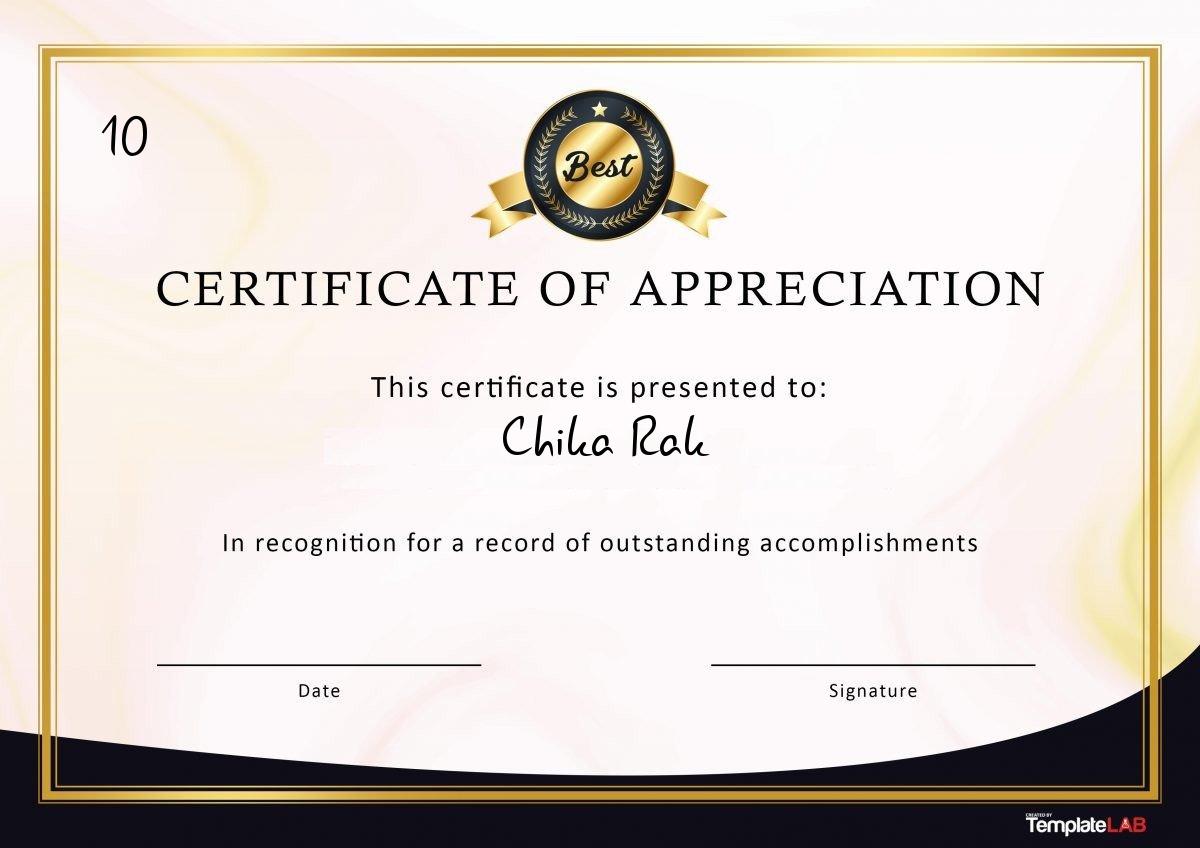 10
Best
CERTIFICATE OF APPRECIATION
This certificate is presented to:
Chika Rak
In recognition for a record of outstanding accomplishments
Date
Signature
CREATED BY
TemplateLAB